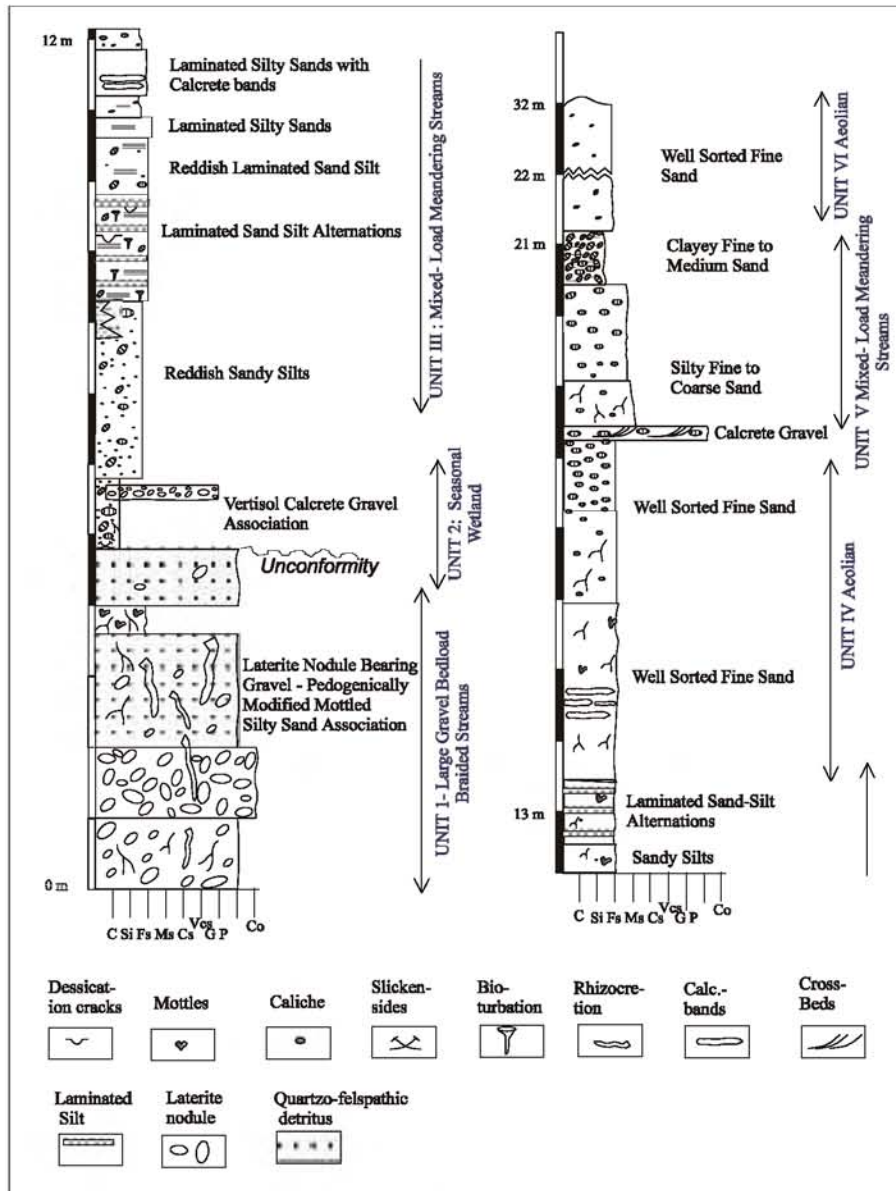 12 m
Laminated Silty Sands with
Calcrete bands
Laminated Silty Sands
Reddish Laminated Sand Silt
Laminated Sand Silt Alternations
Reddish Sandy Silts
Vertisol Calcrete Gravel
Association
Unconformity
Laterite Nodule Bearing
Gravel - Pedogenically
Modified Mottled
Silty Sand Association
0 m
UNIT III : Mixed- Load Meandering Streams
UNIT 2: Seasonal
Wetland
UNIT 1- Large Gravel Bedload
Braided Streams
C Si Fs Ms Cs Vcs G P Co
32 m
22 m
21 m
13 m
Well Sorted Fine
Sand
Clayey Fine to
Medium Sand
Silty Fine to
Coarse Sand
Calcrete Gravel
Well Sorted Fine Sand
Well Sorted Fine Sand
Laminated Sand-Silt
Alternations
Sandy Silts
UNIT VI Aeolian
UNIT V Mixed- Load Meandering
Streams
UNIT IV Aeolian
C Si Fs Ms Cs Vcs G P Co
Dessicat-
ion cracks
Mottles
Caliche
Slicken-
sides
Bio-
turbation
Rhizocre-
tion
Calc.-
bands
Cross-
Beds
Laminated
Silt
Laterite
nodule
Quartzo-felspathic
detritus